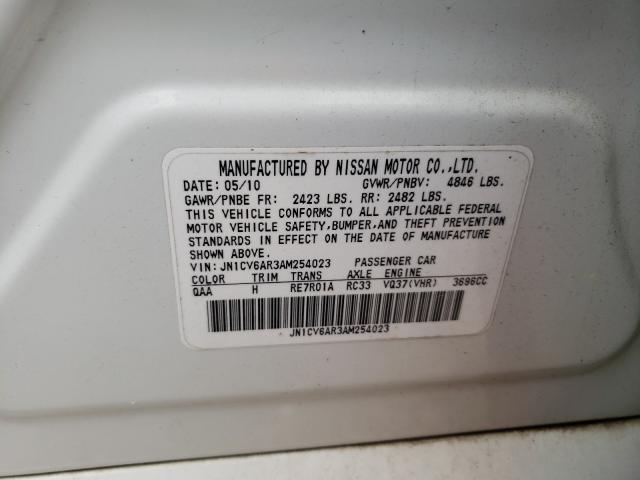 MANUFACTURED BY NISSAN MOTOR CO.,LTD.
DATE: 05/10 GVWR/PNBV: 4846 LBS.
GAWR/PNBE FR: 2423 LBS. RR: 2482 LBS.
THIS VEHICLE CONFORMS TO ALL APPLICABLE FEDERAL
MOTOR VEHICLE SAFETY,BUMPER,AND THEFT PREVENTION
STANDARDS IN EFFECT ON THE DATE OF MANUFACTURE
SHOWN ABOVE.
VIN: JN1CV6AR3AM254023 PASSENGER CAR
COLOR TRIM TRANS AXLE ENGINE
QAA H RE7R01A RC33 VQ37(VHR) 3696CC
JN1CV6AR3AM254023